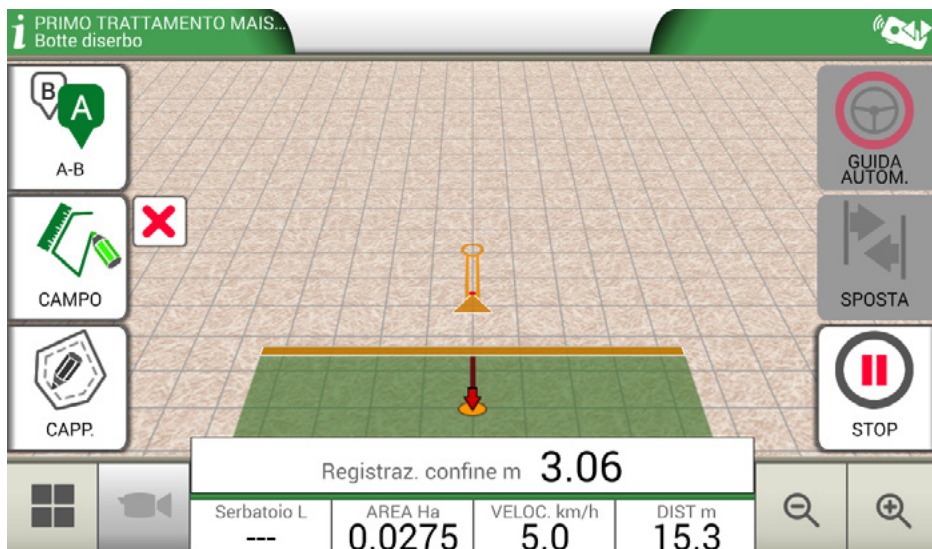 PRIMO TRATTAMENTO MAIS...
Botte diserbo
B
A
A-B
CAMPO
CAPP.
GUIDA
AUTOM.
SPOSTA
STOP
Registraz. confine m 3.06
Serbatoio L
---
AREA Ha
0.0275
VELOC. km/h
5.0
DIST m
15.3